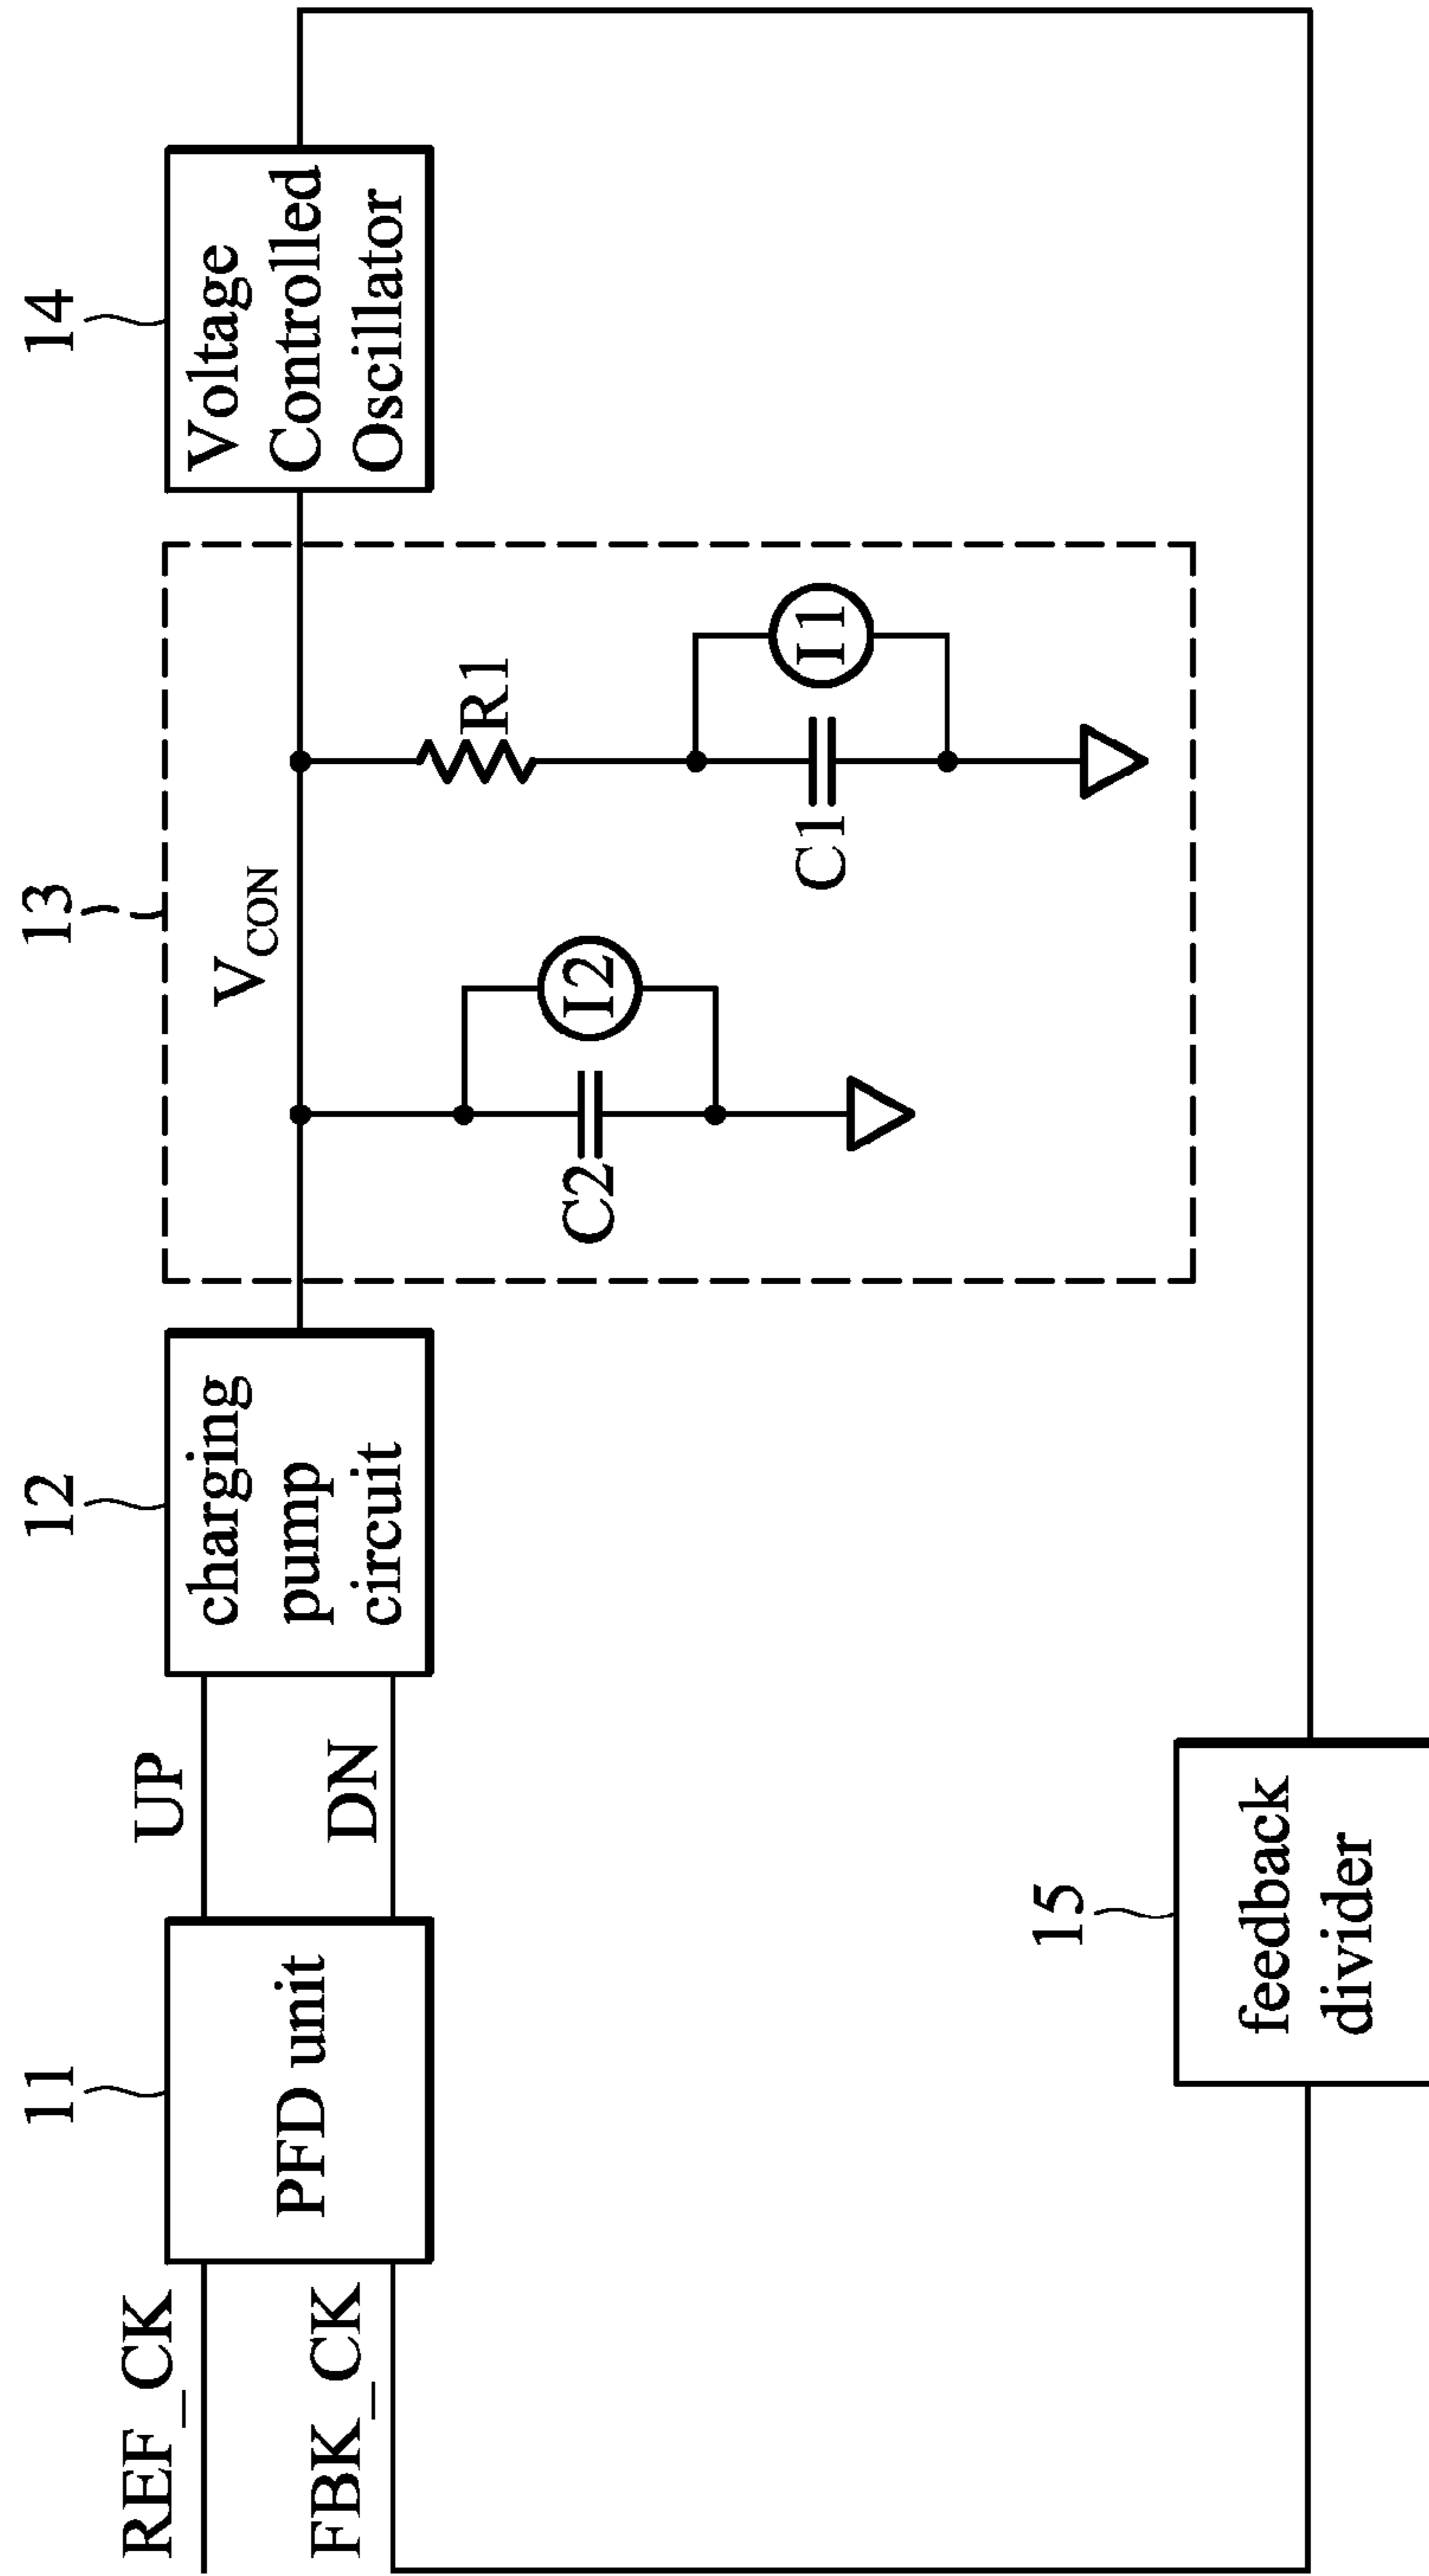 REF_CK
FBK_CK
11
PFD unit
UP
DN
12
charging
pump
circuit
13
V_CON
C2
I2
R1
C1
I1
14
Voltage
Controlled
Oscillator
15
feedback
divider